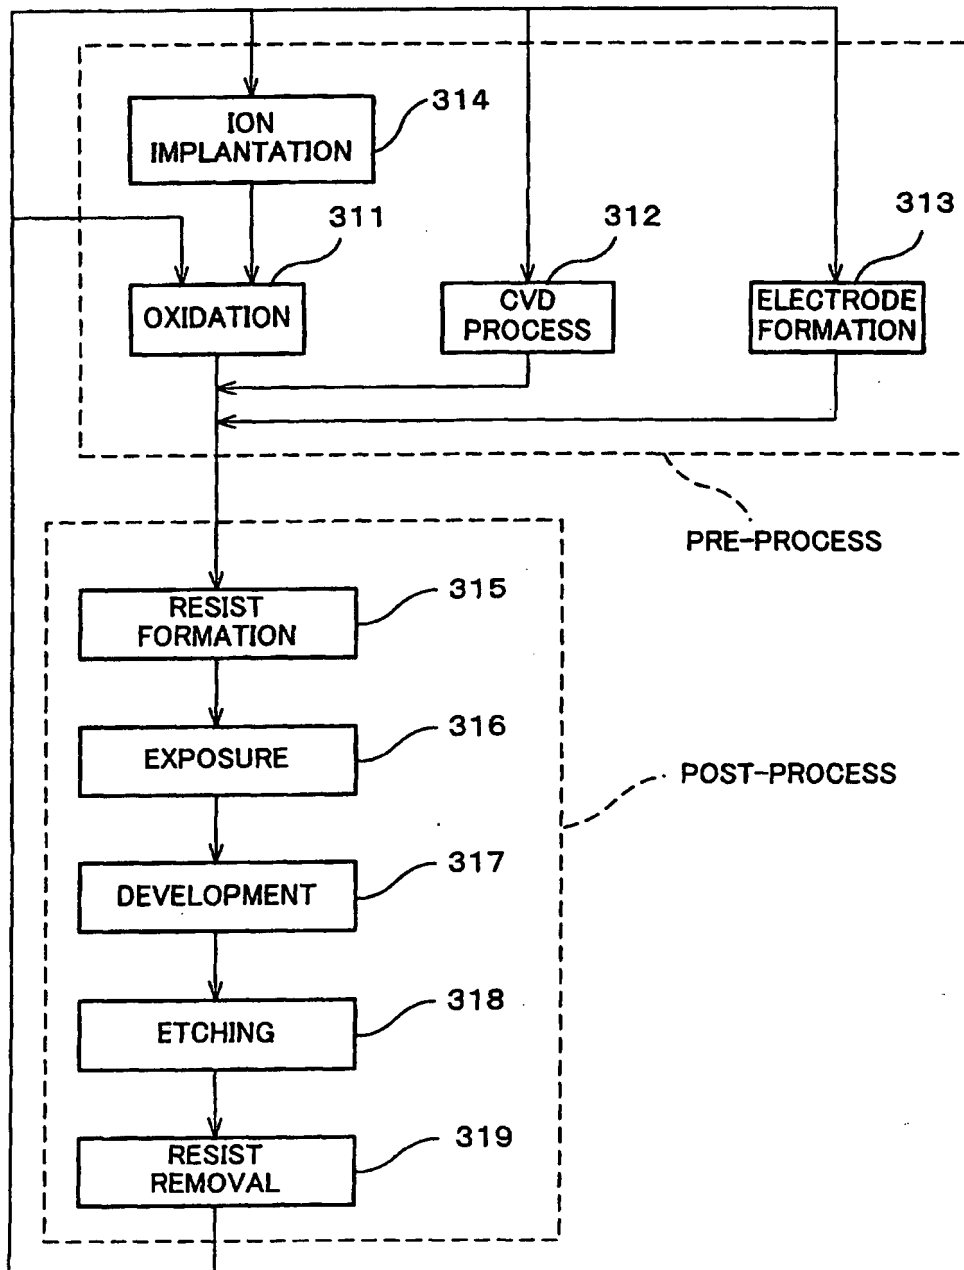 314
ION
IMPLANTATION
311
312
313
OXIDATION
CVD
PROCESS
ELECTRODE
FORMATION
PRE-PROCESS
315
RESIST
FORMATION
316
EXPOSURE
POST-PROCESS
317
DEVELOPMENT
318
ETCHING
319
RESIST
REMOVAL